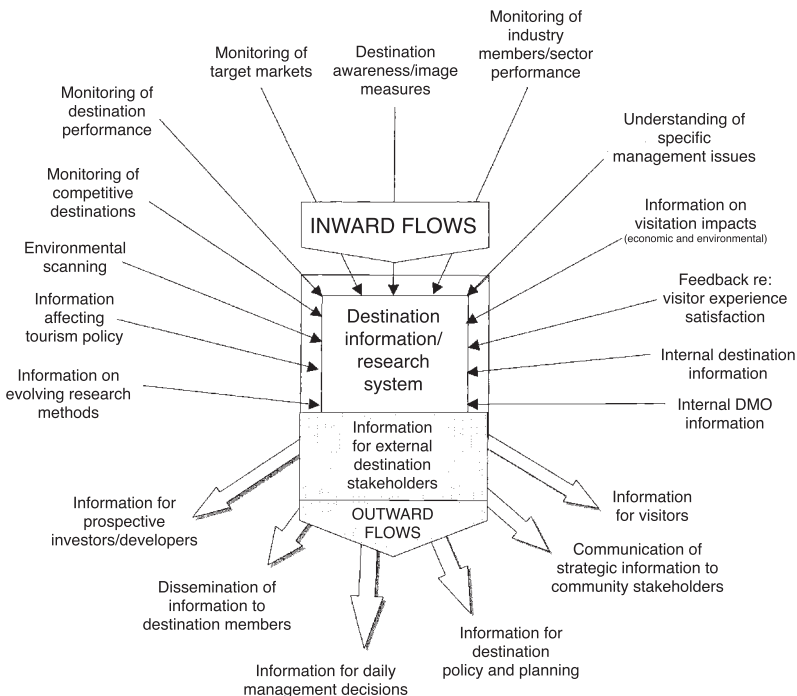 Monitoring of
target markets
Destination
awareness/image
measures
Monitoring of
industry
members/sector
performance
Monitoring of
destination
performance
Understanding of
specific
management issues
Monitoring of
competitive
destinations
Information on
visitation impacts
(economic and environmental)
INWARD FLOWS
Environmental
scanning
Feedback re:
visitor experience
satisfaction
Information
affecting
tourism policy
Destination
information/
research
system
Internal destination
information
Information on
evolving research
methods
Internal DMO
information
Information
for external
destination
stakeholders
OUTWARD
FLOWS
Information for
prospective
investors/developers
Information
for visitors
Dissemination of
information to
destination members
Communication of
strategic information to
community stakeholders
Information for daily
management decisions
Information for
destination
policy and planning